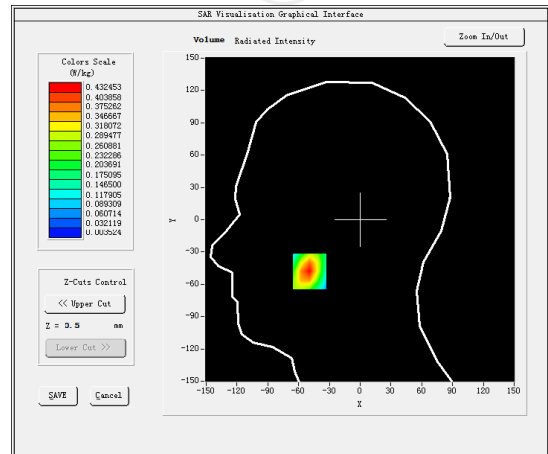 SAR Visualisation Graphical Interface
Volume Radiated Intensity
Zoom In/Out
Colors Scale
(W/kg)
0.432453
0.403858
0.375262
0.346667
0.318072
0.289477
0.260881
0.232286
0.203691
0.175095
0.146500
0.117905
0.089309
0.060714
0.032119
0.003524
Z-Cuts Control
<< Upper Cut
Z = 0.5 mm
Lower Cut >>
SAVE Cancel
150
120
90
60
30
0
-30
-60
-90
-120
-150
Y
-150 -120 -90 -60 -30 0 30 60 90 120 150
X